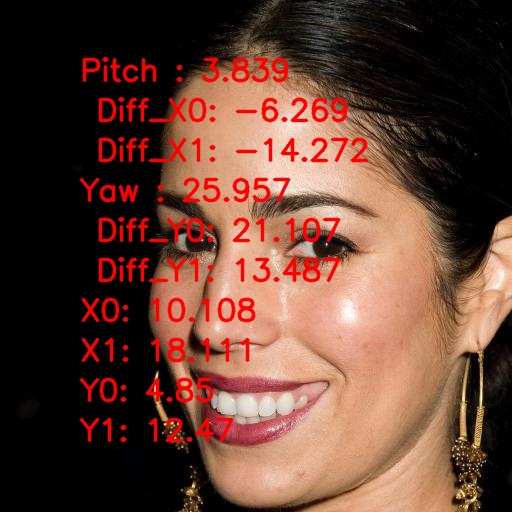 Pitch : 3.839
Diff_X0: -6.269
Diff_X1: -14.272
Yaw : 25.957
Diff_Y0: 21.107
Diff_Y1: 13.487
X0: 10.108
X1: 18.111
Y0: 4.85
Y1: 12.47